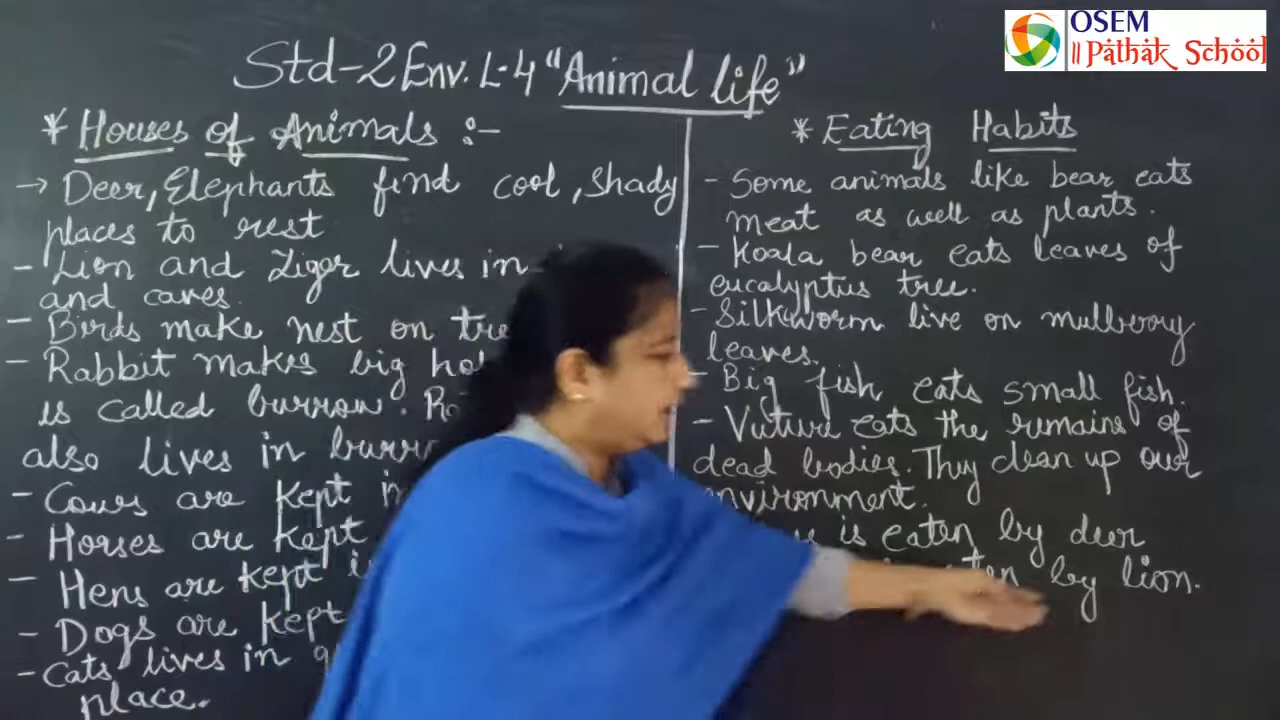 OSEM
Pathak School
Std-2 Env. L-4 "Animal life"
* Houses of Animals :-
→ Deer, Elephants find cool, shady
places to rest
- Lion and Tiger lives in
and caves.
- Birds make nest on
- Rabbit makes big
is called burrow.
also lives in
- Cows are kept
- Horses are kept
- Hens are kept
- Dogs are kept
- Cats lives in
place.
* Eating Habits
- Some animals like bear eats
meat as well as plants.
- Koala bear eats leaves of
eucalyptus tree.
- Silkworm live on mulberry
leaves.
- Big fish eats small fish.
- Vuture eats the remains of
dead bodies. They clean up our
environment.
is eaten by deer
by lion.